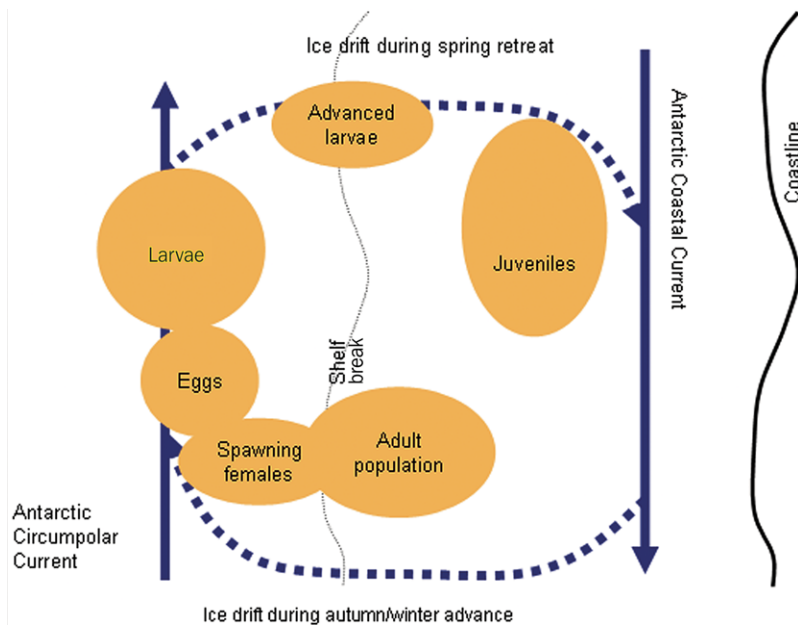 Ice drift during spring retreat
Advanced
larvae
Antarctic Coastal Current
Coastline
Larvae
Juveniles
Shelf
break
Eggs
Spawning
females
Adult
population
Antarctic
Circumpolar
Current
Ice drift during autumn/winter advance